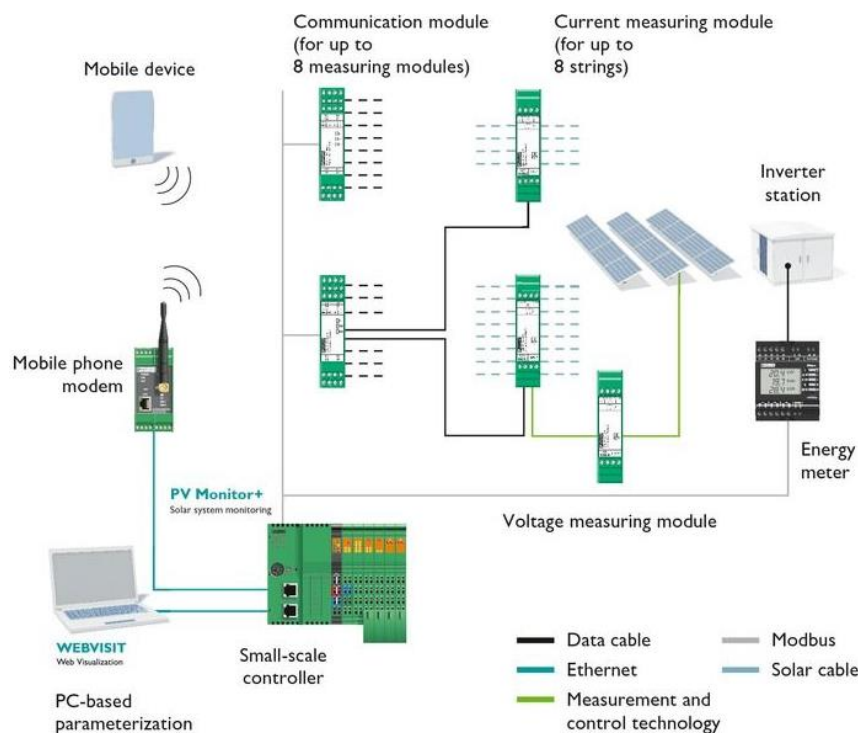 Communication module
(for up to
8 measuring modules)
Current measuring module
(for up to
8 strings)
Mobile device
Inverter
station
Mobile phone
modem
Energy
meter
PV Monitor+
Solar system monitoring
Voltage measuring module
WEBVISIT
Web Visualization
Small-scale
controller
PC-based
parameterization
Data cable
Ethernet
Measurement and
control technology
Modbus
Solar cable